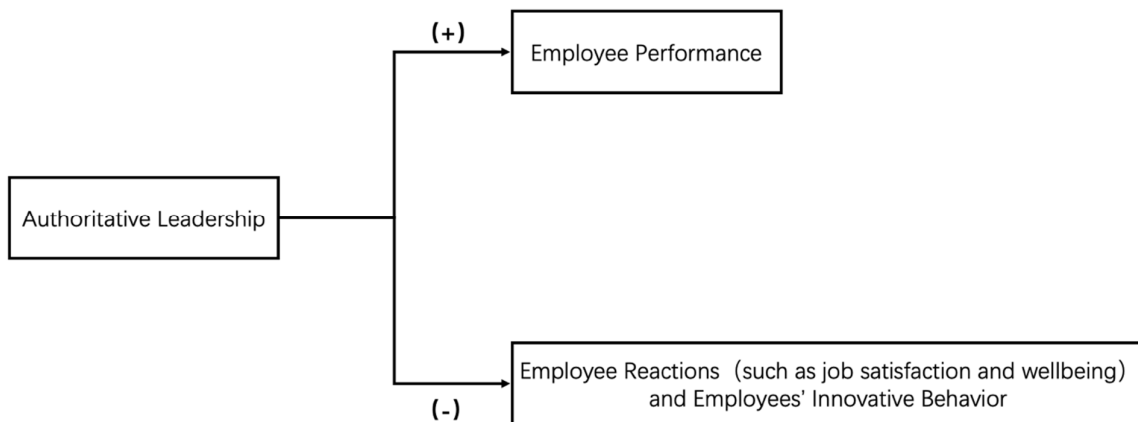 (+)
Employee Performance
Authoritative Leadership
Employee Reactions（such as job satisfaction and wellbeing）
and Employees’ Innovative Behavior
(-)